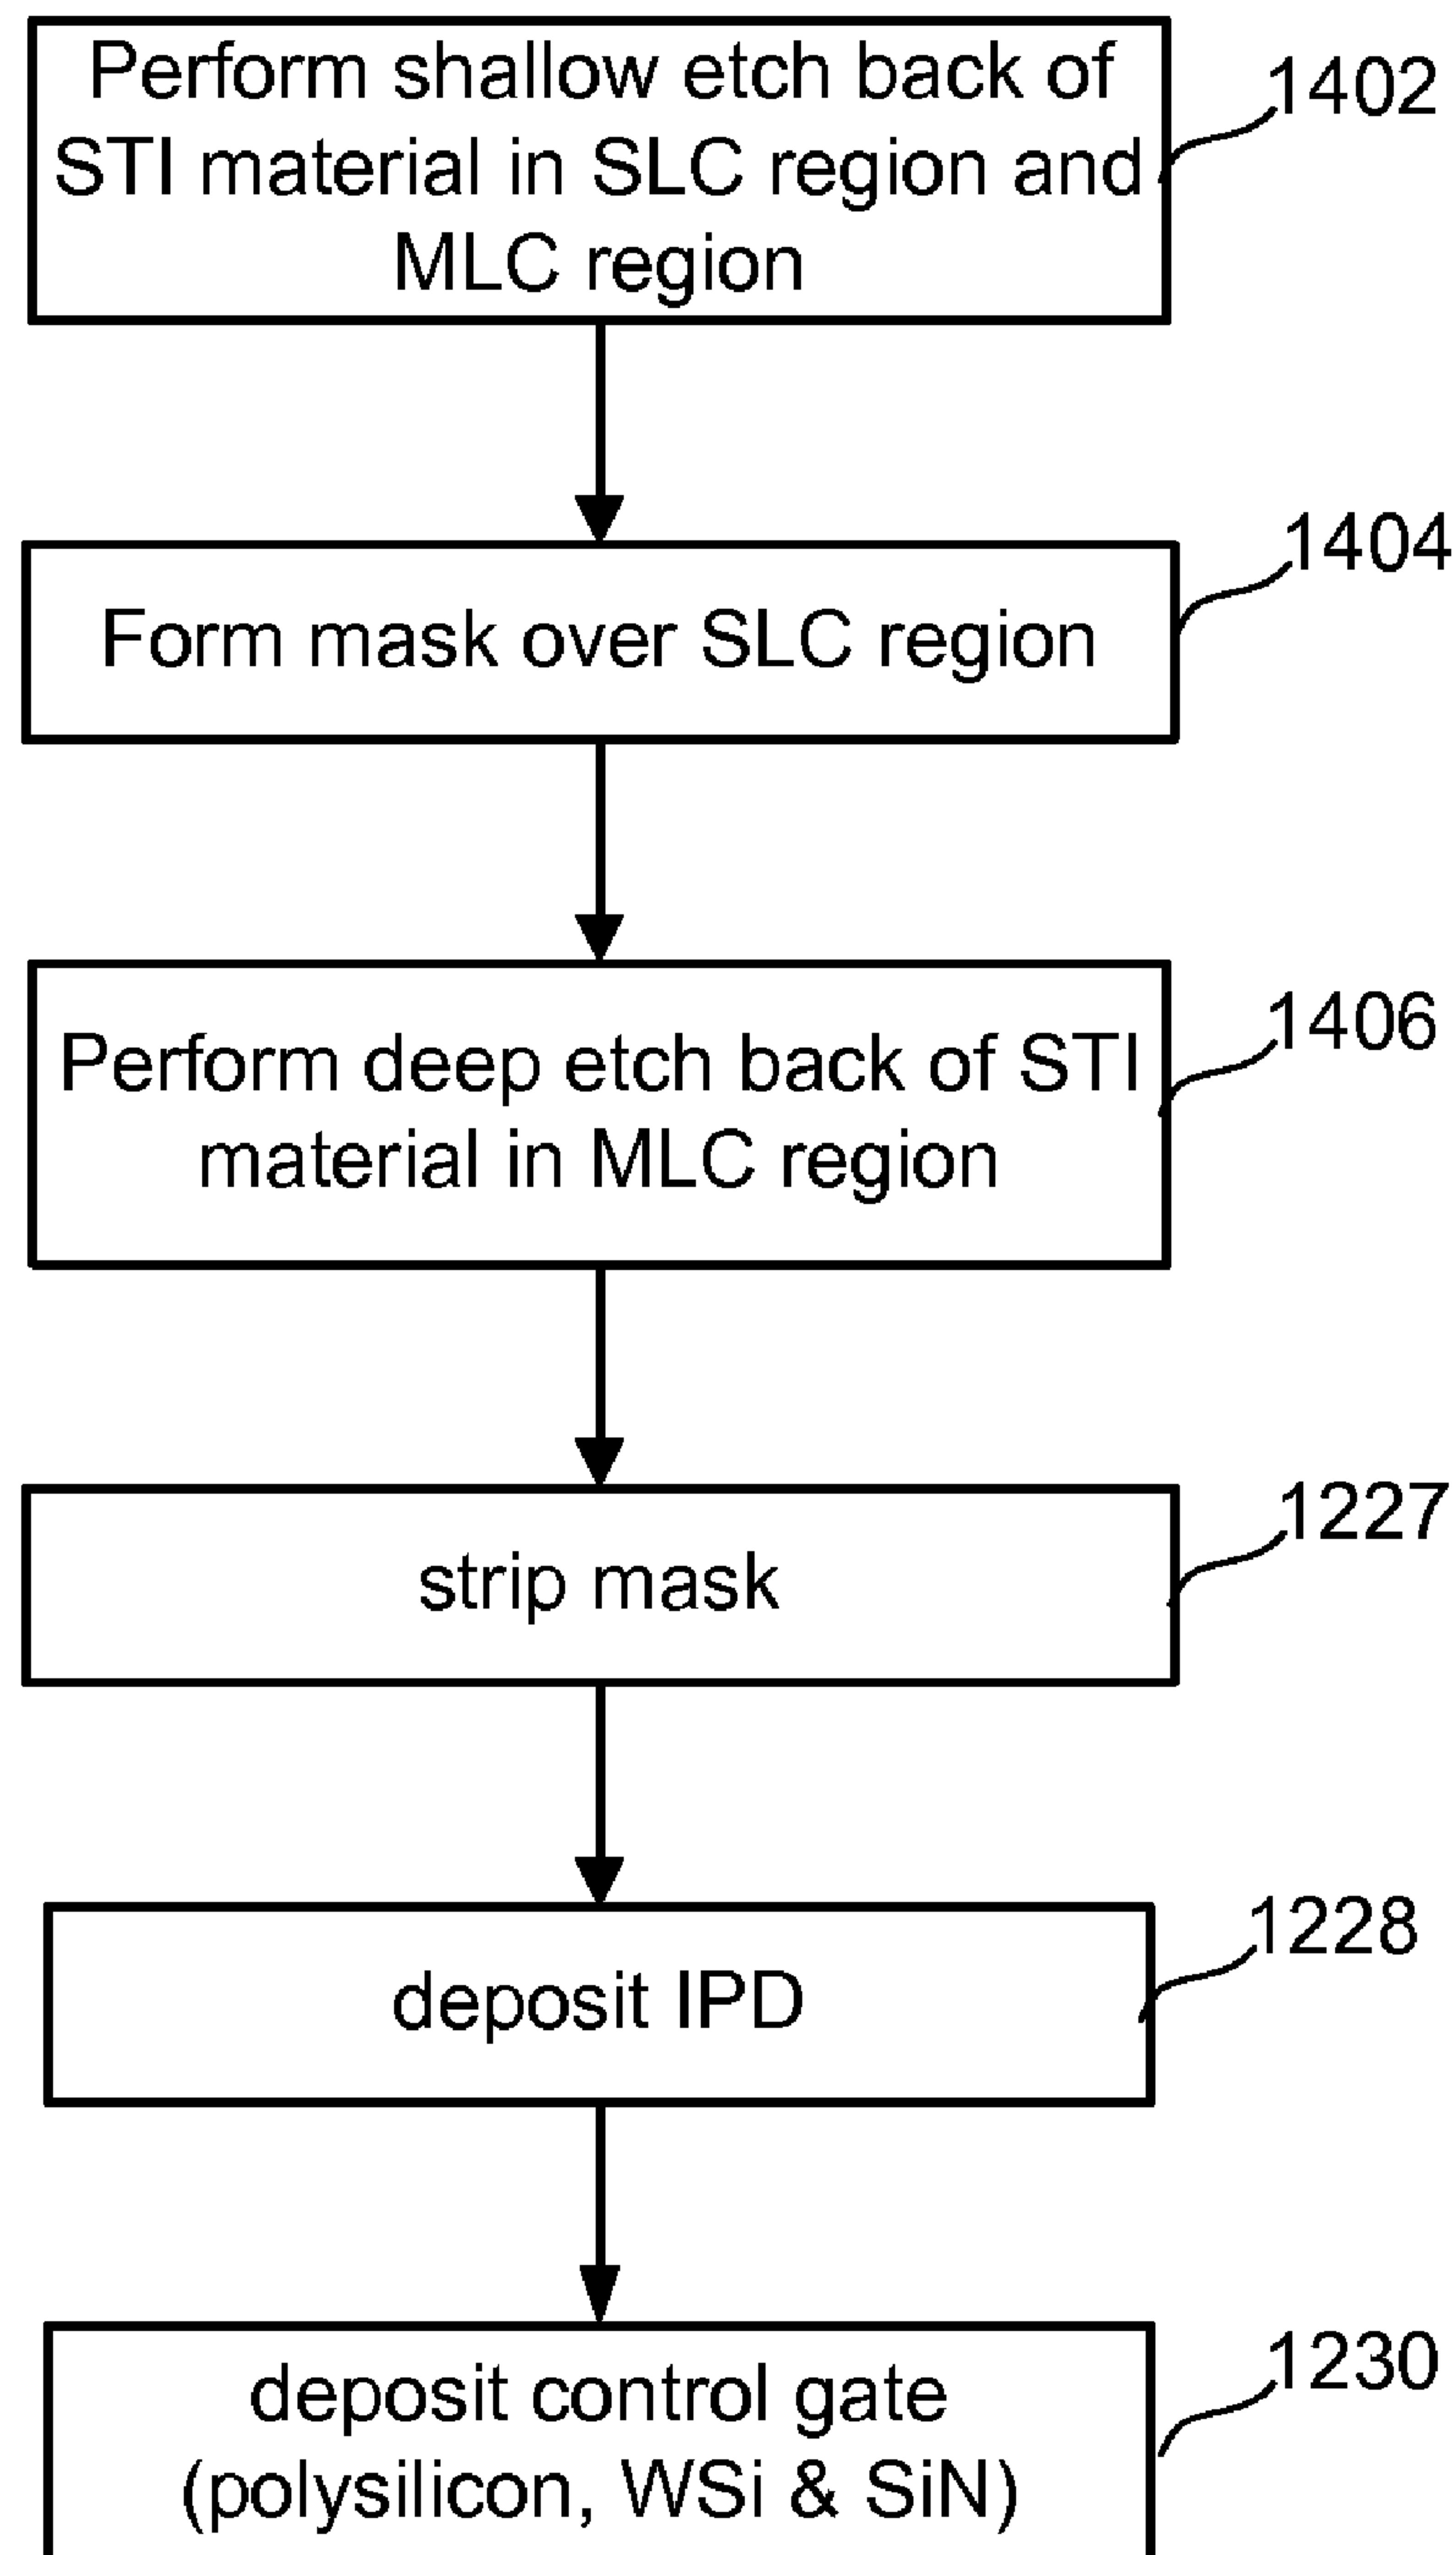 Perform shallow etch back of
STI material in SLC region and
MLC region
1402
Form mask over SLC region
1404
Perform deep etch back of STI
material in MLC region
1406
strip mask
1227
deposit IPD
1228
deposit control gate
(polysilicon, WSi & SiN)
1230